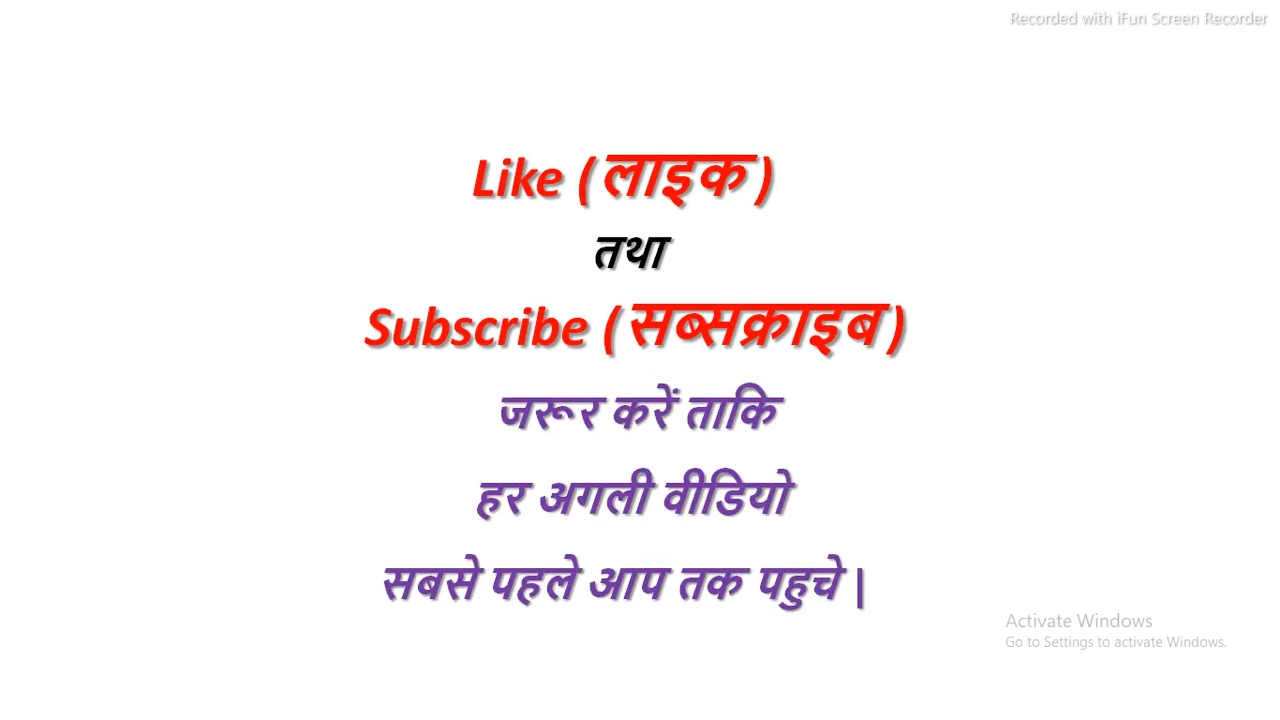 Recorded with iFun Screen Recorder
Like ( लाइक )
तथा
Subscribe ( सब्सक्राइब )
जरूर करें ताकि
हर अगली वीडियो
सबसे पहले आप तक पहुचे |
Activate Windows
Go to Settings to activate Windows.